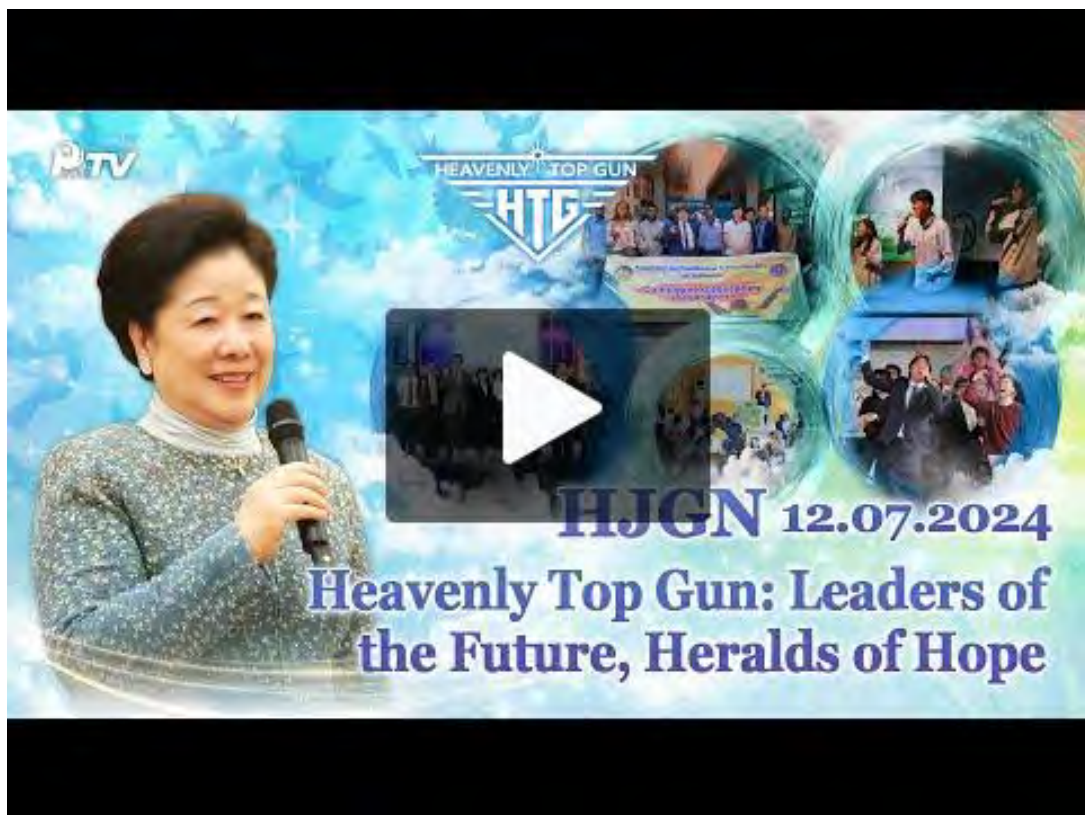 TV
HEAVENLY TOP GUN
HTG
HJGN 12.07.2024
Heavenly Top Gun: Leaders of
the Future, Heralds of Hope